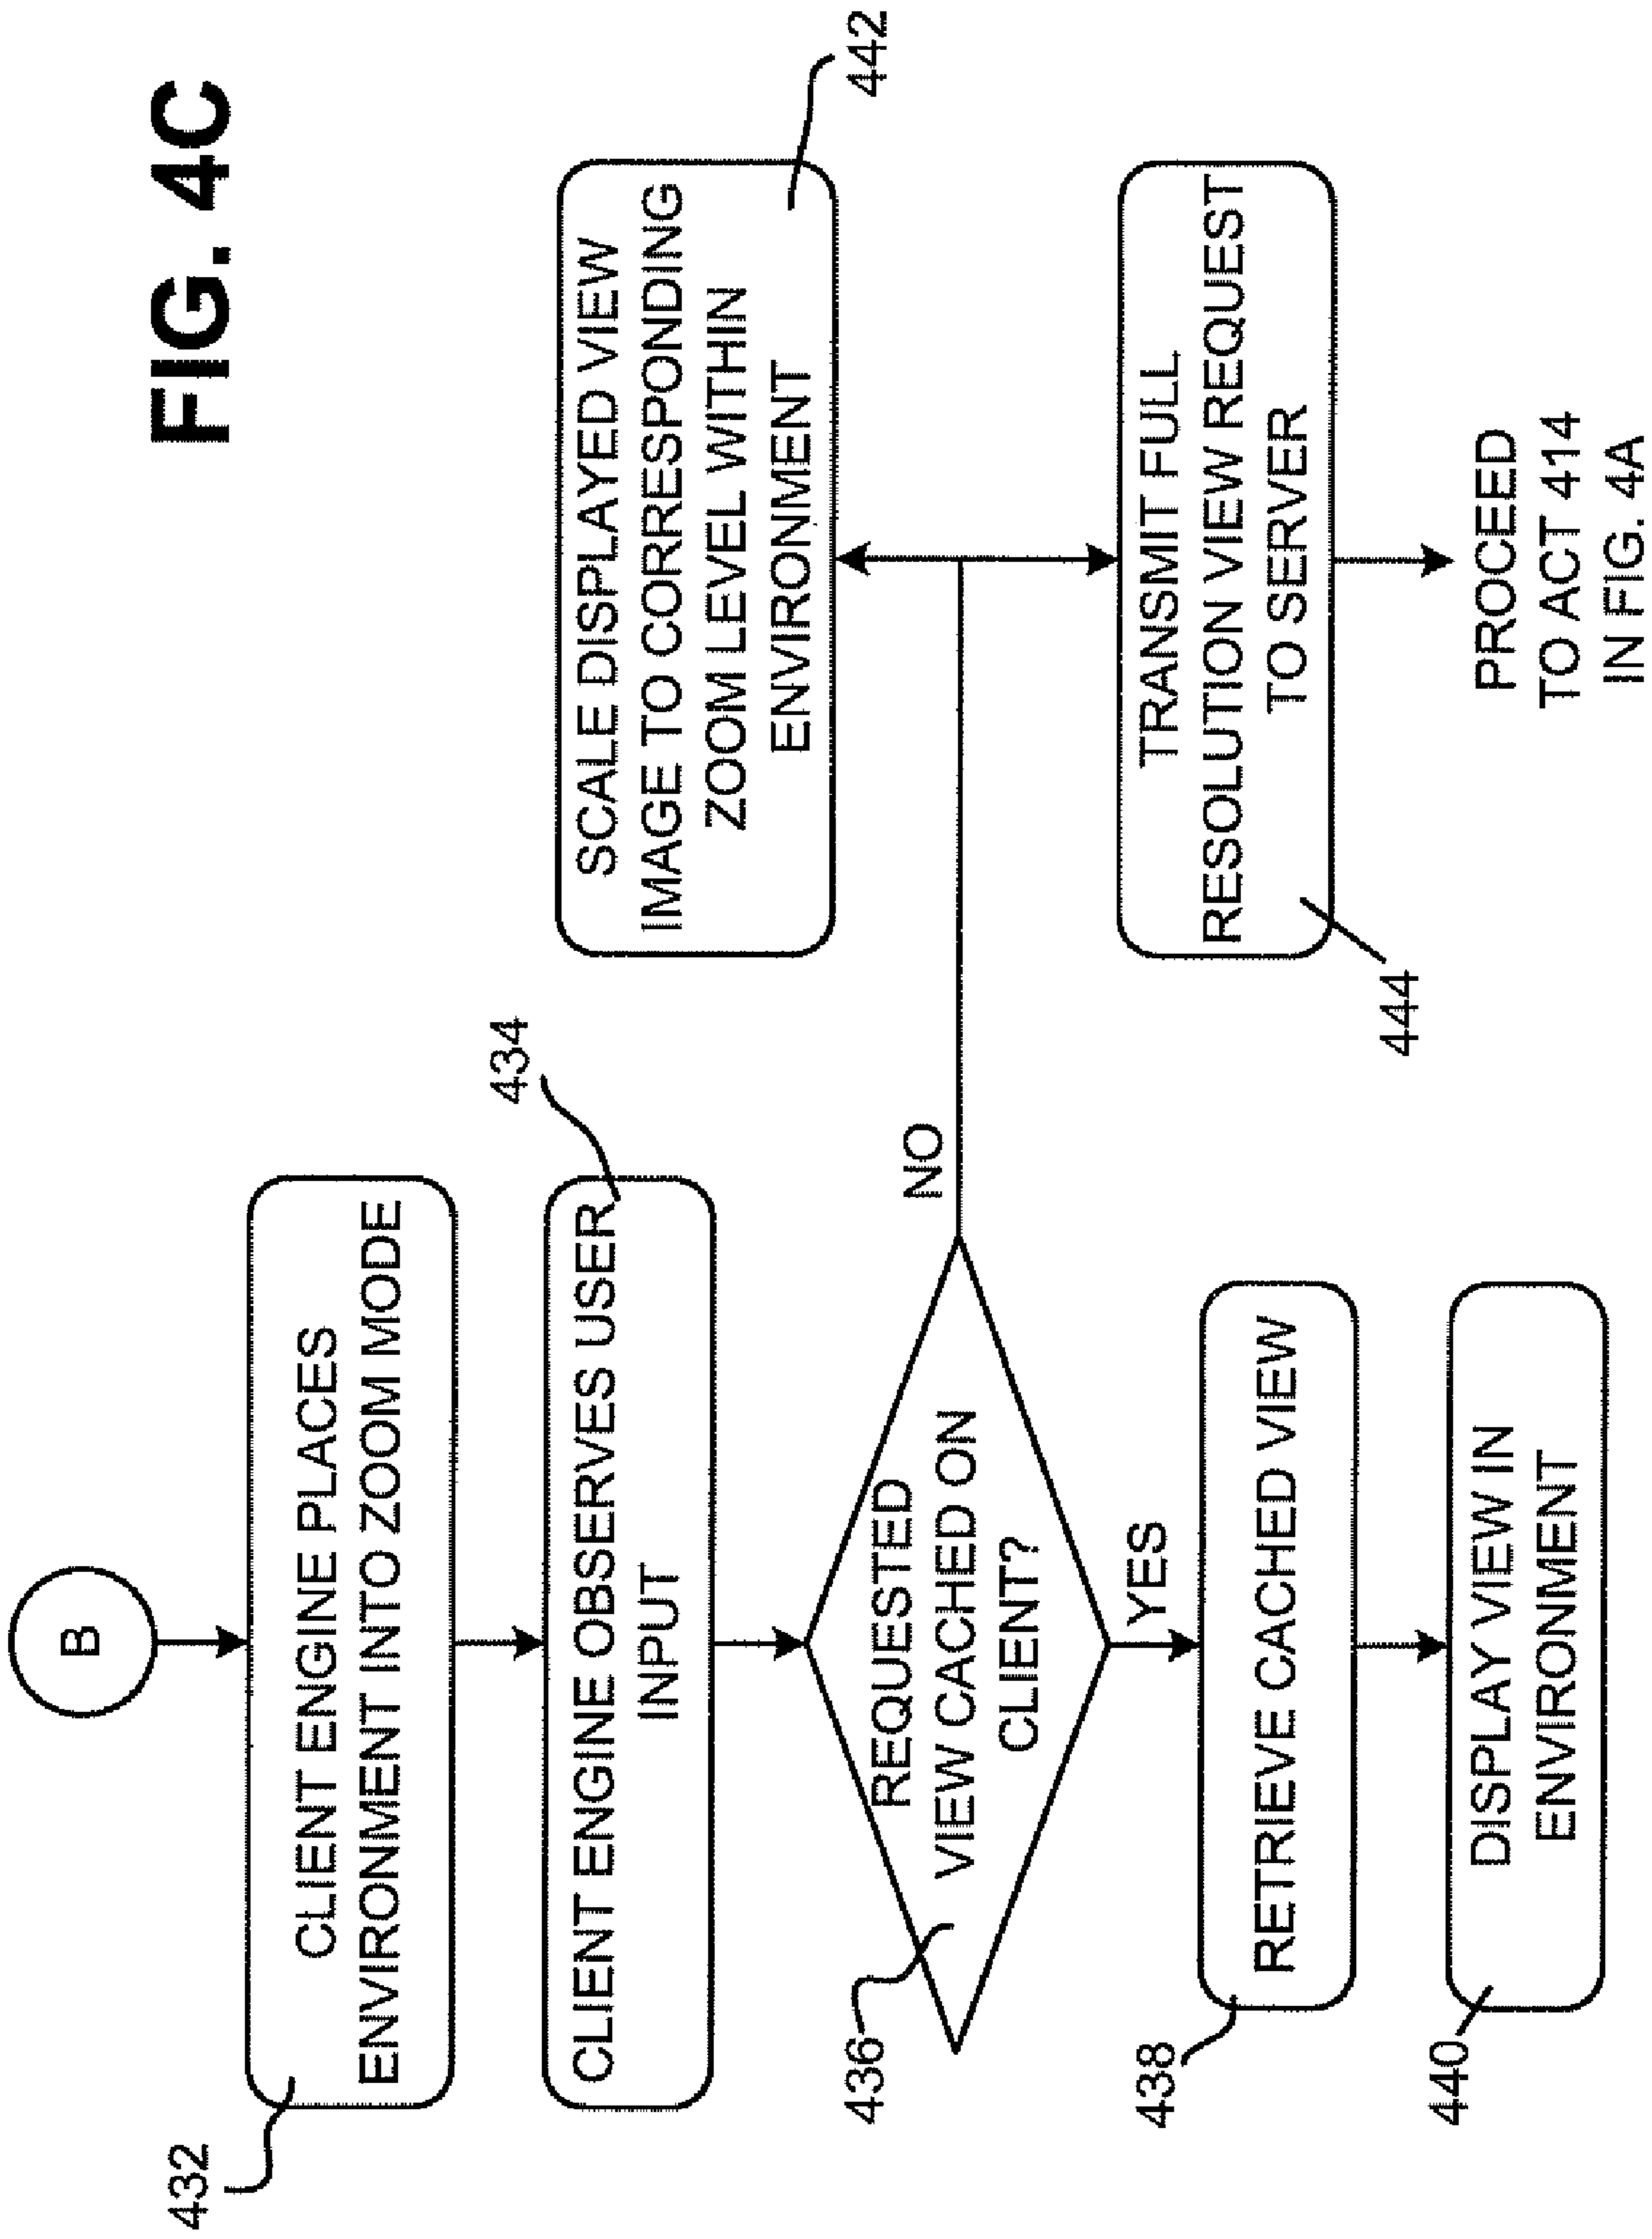 FIG. 4C
B
432
CLIENT ENGINE PLACES
ENVIRONMENT INTO ZOOM MODE
434
CLIENT ENGINE OBSERVES USER
INPUT
436
REQUESTED
VIEW CACHED ON
CLIENT?
NO
YES
438
RETRIEVE CACHED VIEW
440
DISPLAY VIEW IN
ENVIRONMENT
442
SCALE DISPLAYED VIEW
IMAGE TO CORRESPONDING
ZOOM LEVEL WITHIN
ENVIRONMENT
444
TRANSMIT FULL
RESOLUTION VIEW REQUEST
TO SERVER
PROCEED
TO ACT 414
IN FIG. 4A